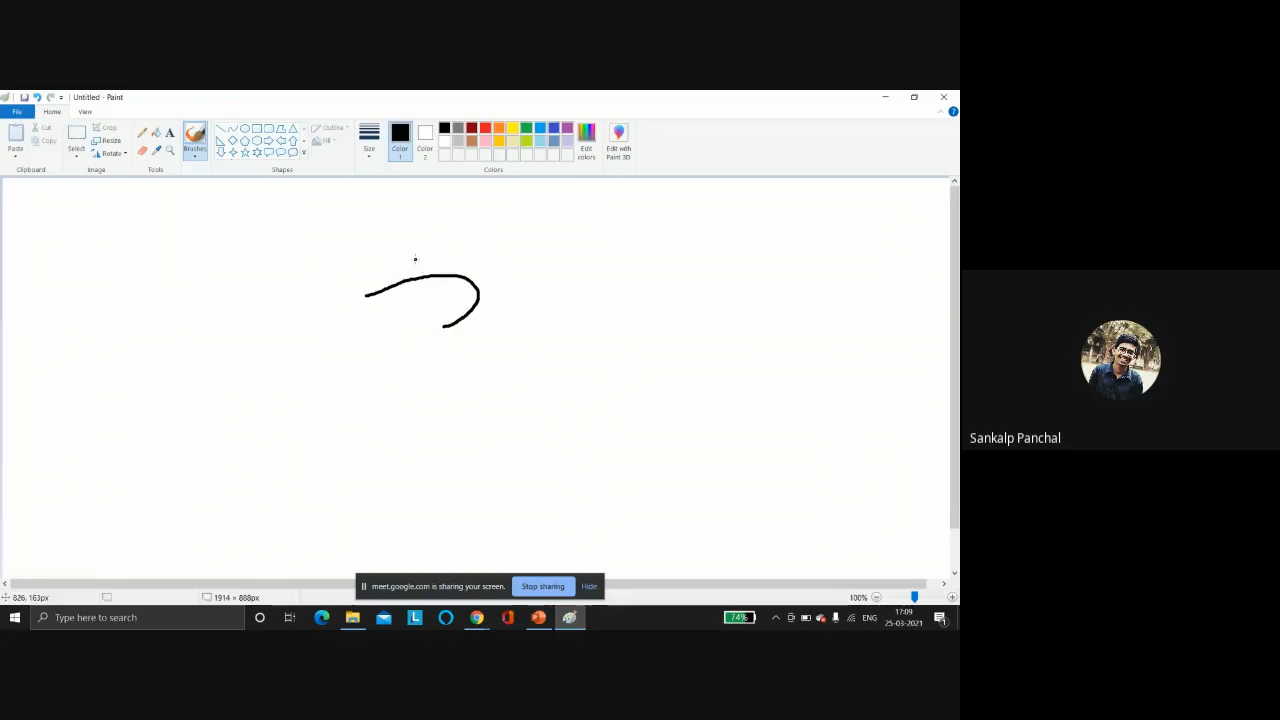 Untitled - Paint
File Home View
Cut
Copy
Paste
Clipboard
Crop
Resize
Rotate
Select
Image
A
Tools
Brushes
Outline
Fill
Shapes
Size
Color 1
Color 2
Edit colors
Edit with Paint 3D
Colors
Sankalp Panchal
meet.google.com is sharing your screen. Stop sharing Hide
826, 163px
1914 × 888px
100%
Type here to search
L
74%
ENG
17:09
25-03-2021
1